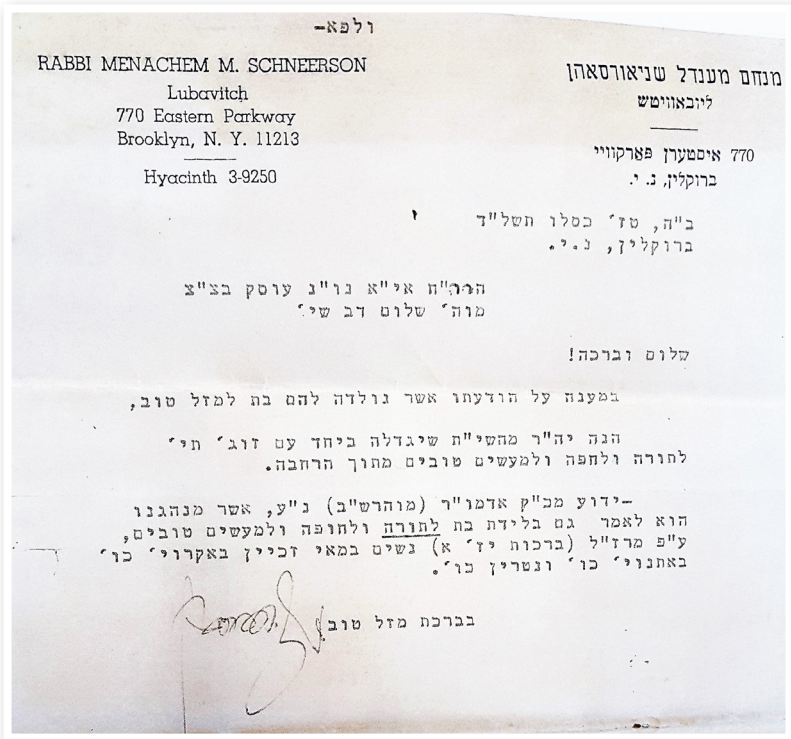 ולפא-
RABBI MENACHEM M. SCHNEERSON
Lubavitch
770 Eastern Parkway
Brooklyn, N. Y. 11213
Hyacinth 3-9250
מנחם מענדל שניאורסאהן
ליובאוויטש
770 איסטערן פארקוויי
ברוקלין, נ. י.
ב"ה, טז' כסלו תשל"ד
ברוקלין, נ.י.
הורה"ח אי"א נו"נ עוסק בצ"צ
מוה' שלום דב שי'
שלום וברכה!
במענה על הודעתו אשר נולדה להם בת למזל טוב,
הנה יה"ר מהשי"ת שיגדלה ביחד עם זוג' תי'
לתורה ולחפה ולמעשים טובים מתוך הרחבה.
-ידוע מכ"ק אדמו"ר (מוהרש"ב) נ"ע, אשר מנהגנו
הוא לאמר גם בלידת בת לתורה ולחופה ולמעשים טובים,
ע"פ מרז"ל (ברכות יז' א) נשים במאי זכיין באקרויי' כו'
באתנויי' כו' ונטרין כו'.
בברכת מזל טוב